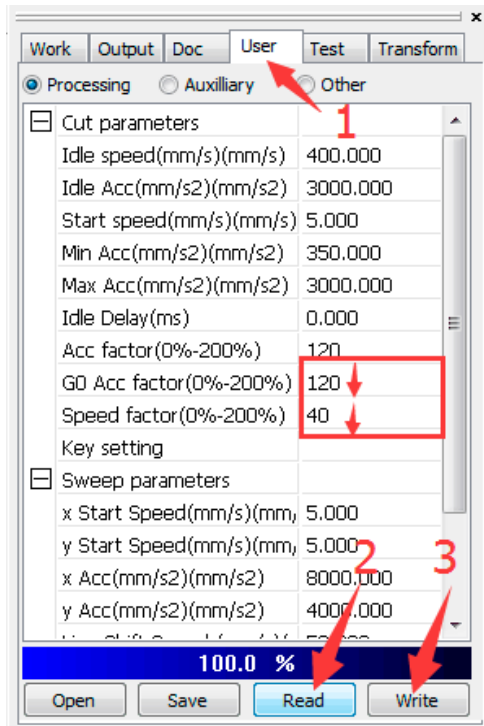 Work Output Doc User Test Transform
Processing Auxilliary Other
1
Cut parameters
Idle speed(mm/s)(mm/s) 400.000
Idle Acc(mm/s2)(mm/s2) 3000.000
Start speed(mm/s)(mm/s) 5.000
Min Acc(mm/s2)(mm/s2) 350.000
Max Acc(mm/s2)(mm/s2) 3000.000
Idle Delay(ms) 0.000
Acc factor(0%-200%) 120
G0 Acc factor(0%-200%) 120
Speed factor(0%-200%) 40
Key setting
Sweep parameters
x Start Speed(mm/s)(mm, 5.000
y Start Speed(mm/s)(mm, 5.000
2 3
x Acc(mm/s2)(mm/s2) 8000.000
y Acc(mm/s2)(mm/s2) 4000.000
100.0 %
Open Save Read Write